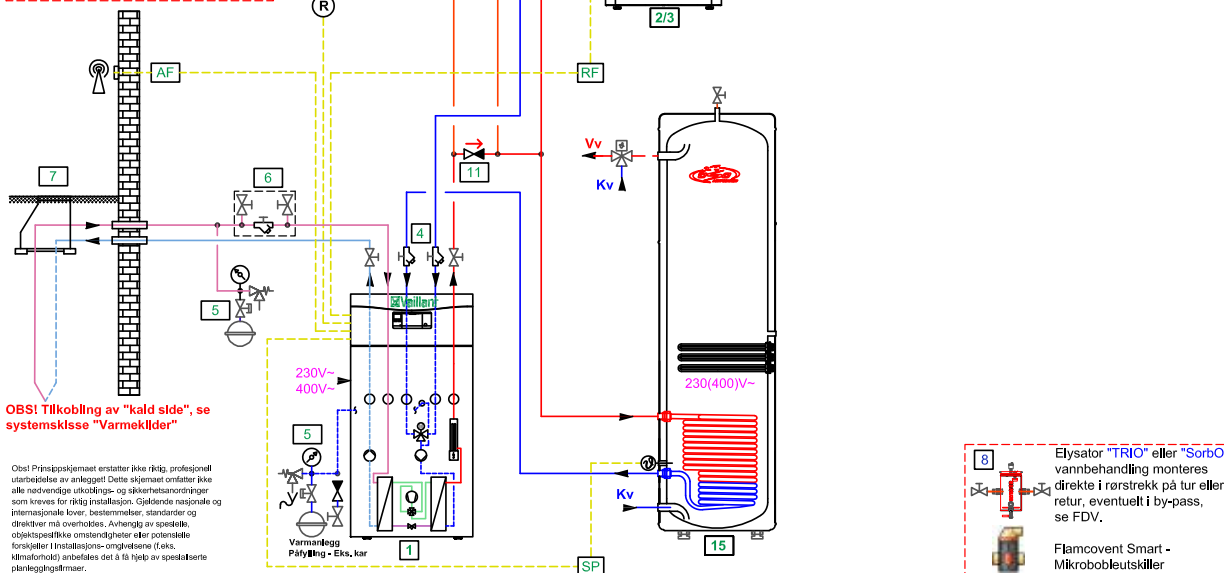 R
2/3
AF
RF
Vv
Kv
11
7
6
4
5
Vaillant
230V~
400V~
230(400)V~
OBS! Tilkobling av "kald side", se
systemskisse "Varmekilder"
5
Obs! Prinsippskjemaet erstatter ikke riktig, profesjonell
utarbeidelse av anlegget! Dette skjemaet omfatter ikke
alle nødvendige utkoblings- og sikkerhetsanordninger
som kreves for riktig installasjon. Gjeldende nasjonale og
internasjonale lover, bestemmelser, standarder og
direktiver må overholdes. Avhengig av spesielle,
objektspesifikke omstendigheter eller potensielle
forskjeller i installasjons- omgivelsene (f.eks.
klimaforhold) anbefales det å få hjelp av spesialiserte
planleggingsfirmaer.
Varmanlegg
Påfylling - Eks. kar
1
Kv
15
SP
8
Elysator "TRIO" eller "SorbO
vannbehandling monteres
direkte i rørstrekk på tur eller
retur, eventuelt i by-pass,
se FDV.
Flamcovent Smart -
Mikrobobleutskiller